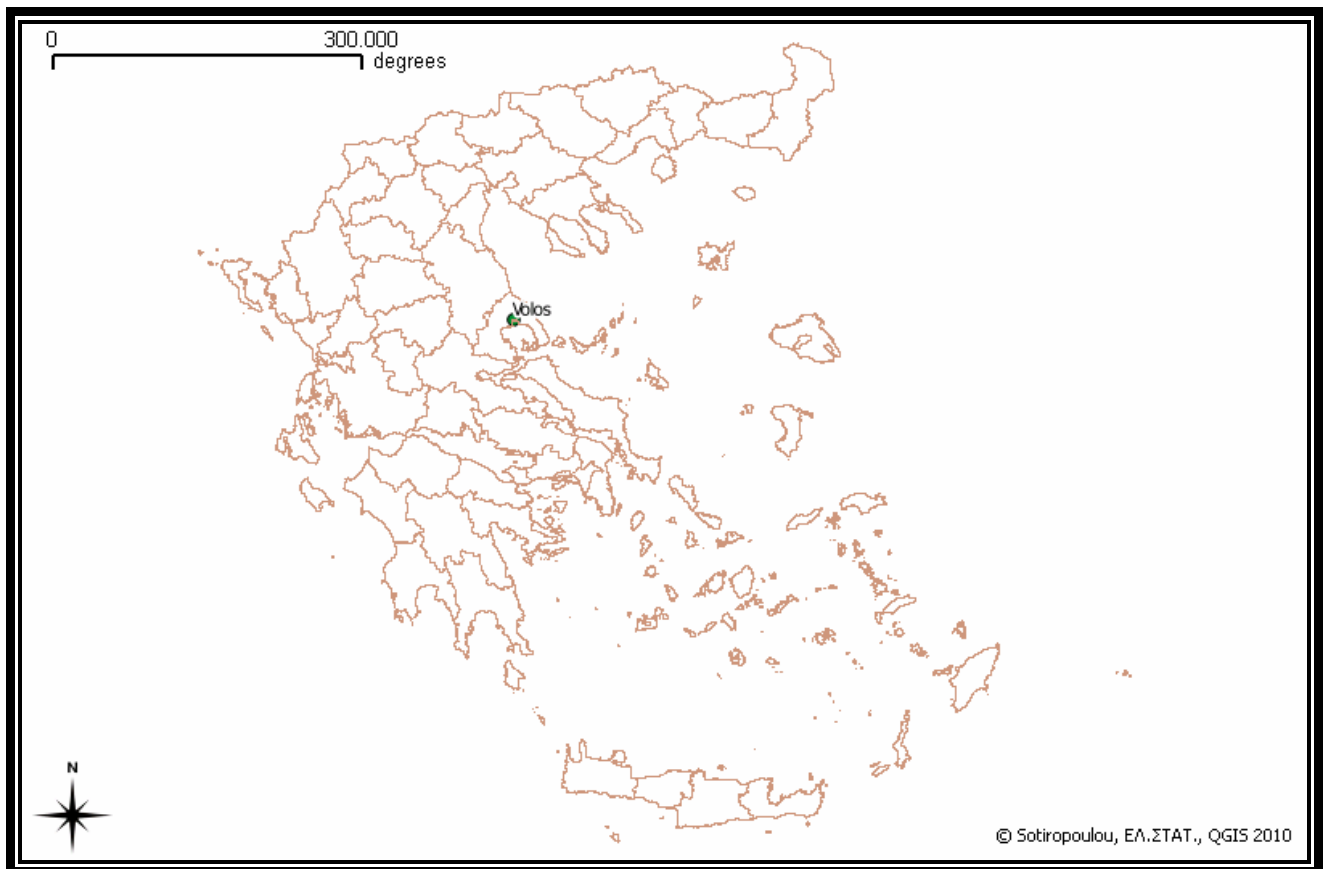 0 300.000
degrees
Volos
N
© Sotiropoulou, ΕΛ.ΣΤΑΤ., QGIS 2010